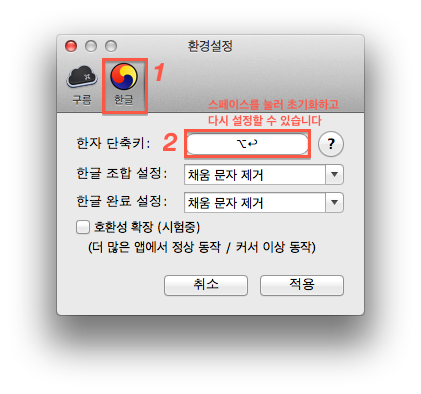 환경설정
구름
한글
1
스페이스를 눌러 초기화하고
다시 설정할 수 있습니다
한자 단축키: 2 ⌥↩ ?
한글 조합 설정: 채움 문자 제거
한글 완료 설정: 채움 문자 제거
호환성 확장 (시험중)
(더 많은 앱에서 정상 동작 / 커서 이상 동작)
취소
적용